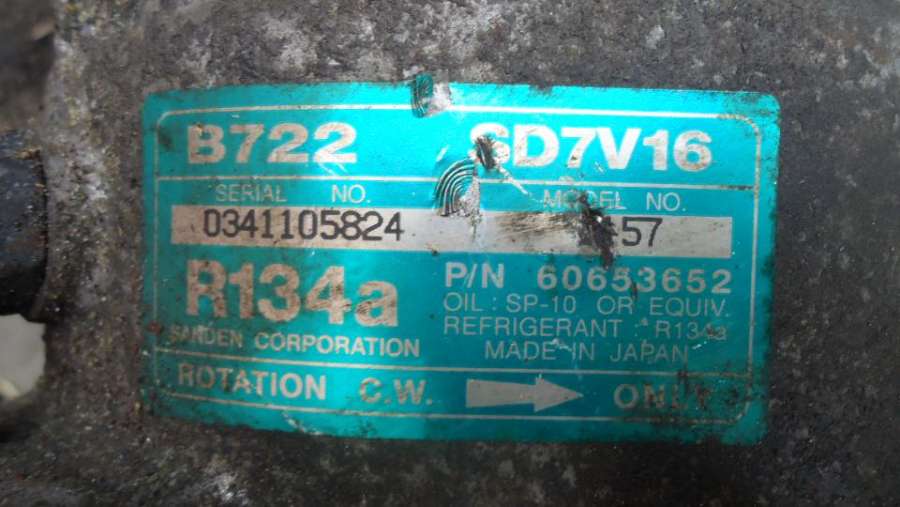 B722 SD7V16
SERIAL NO. MODEL NO.
0341105824 57
R134a
P/N 60653652
OIL : SP-10 OR EQUIV.
REFRIGERANT : R134a
SANDEN CORPORATION
MADE IN JAPAN
ROTATION C.W. ONLY